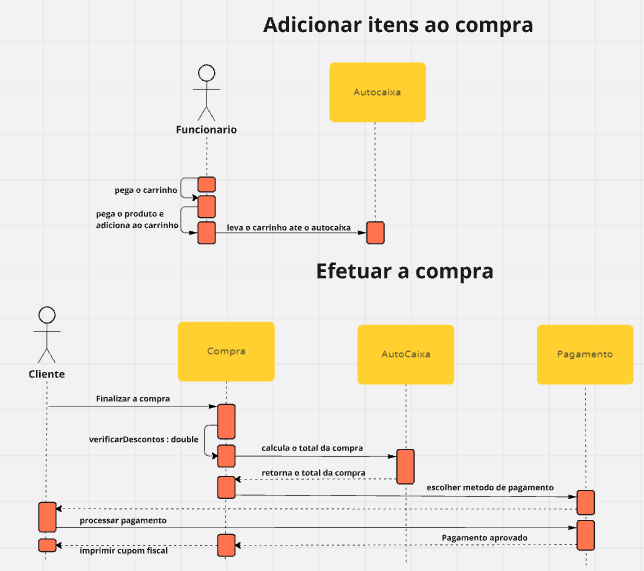 Adicionar itens ao compra
Autocaixa
Funcionario
pega o carrinho
pega o produto e
adiciona ao carrinho
leva o carrinho ate o autocaixa
Efetuar a compra
Cliente
Compra
AutoCaixa
Pagamento
Finalizar a compra
verificarDescontos : double
calcula o total da compra
retorna o total da compra
escolher metodo de pagamento
processar pagamento
Pagamento aprovado
imprimir cupom fiscal